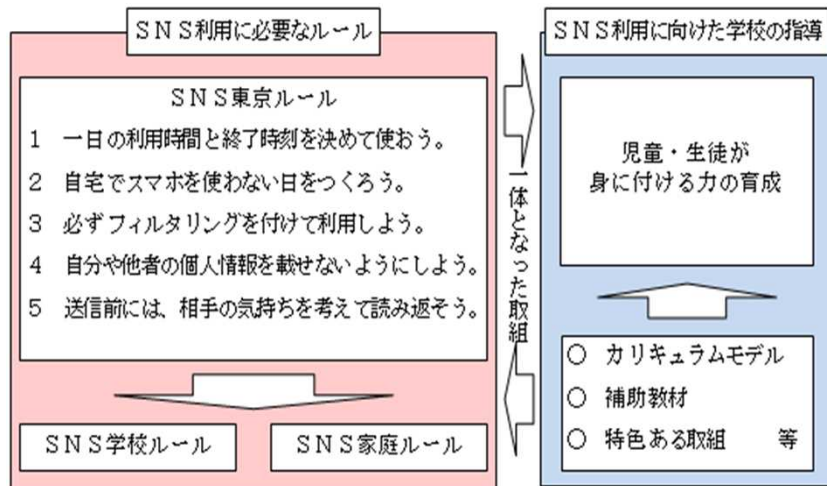 ＳＮＳ利用に必要なルール
ＳＮＳ東京ルール
１　一日の利用時間と終了時刻を決めて使おう。
２　自宅でスマホを使わない日をつくろう。
３　必ずフィルタリングを付けて利用しよう。
４　自分や他者の個人情報を載せないようにしよう。
５　送信前には、相手の気持ちを考えて読み返そう。
ＳＮＳ学校ルール
ＳＮＳ家庭ルール
一体となった取組
ＳＮＳ利用に向けた学校の指導
児童・生徒が
身に付ける力の育成
○　カリキュラムモデル
○　補助教材
○　特色ある取組　　等